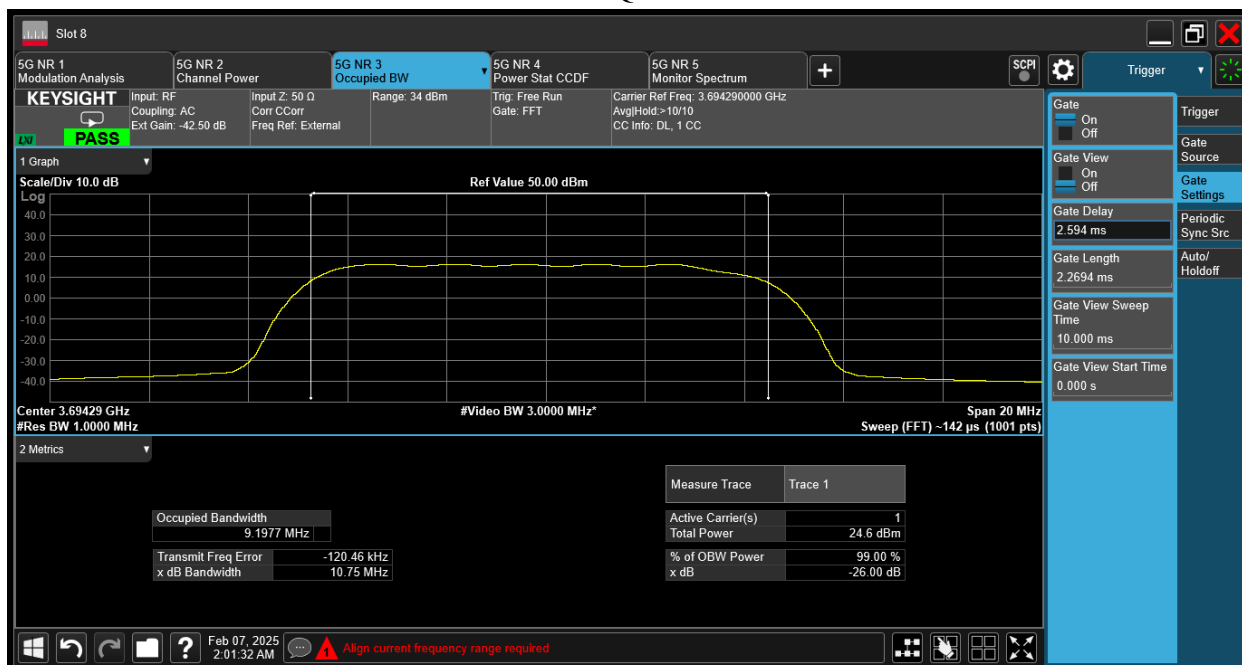 Slot 8
5G NR 1
Modulation Analysis
5G NR 2
Channel Power
5G NR 3
Occupied BW
5G NR 4
Power Stat CCDF
5G NR 5
Monitor Spectrum
+
SCPI
Trigger
KEYSIGHT
LXI
PASS
Input: RF
Coupling: AC
Ext Gain: -42.50 dB
Input Z: 50 Ω
Corr CCorr
Freq Ref: External
Range: 34 dBm
Trig: Free Run
Gate: FFT
Carrier Ref Freq: 3.694290000 GHz
Avg|Hold:>10/10
CC Info: DL, 1 CC
1 Graph
Scale/Div 10.0 dB
Ref Value 50.00 dBm
Log
40.0
30.0
20.0
10.0
0.00
-10.0
-20.0
-30.0
-40.0
Center 3.69429 GHz
#Video BW 3.0000 MHz*
Span 20 MHz
#Res BW 1.0000 MHz
Sweep (FFT) ~142 µs (1001 pts)
2 Metrics
Measure Trace Trace 1
Occupied Bandwidth
9.1977 MHz
Active Carrier(s) 1
Total Power 24.6 dBm
Transmit Freq Error -120.46 kHz
x dB Bandwidth 10.75 MHz
% of OBW Power 99.00 %
x dB -26.00 dB
Gate
On
Off
Gate View
On
Off
Gate Delay
2.594 ms
Gate Length
2.2694 ms
Gate View Sweep
Time
10.000 ms
Gate View Start Time
0.000 s
Trigger
Gate
Source
Gate
Settings
Periodic
Sync Src
Auto/
Holdoff
?
Feb 07, 2025
2:01:32 AM
1
Align current frequency range required